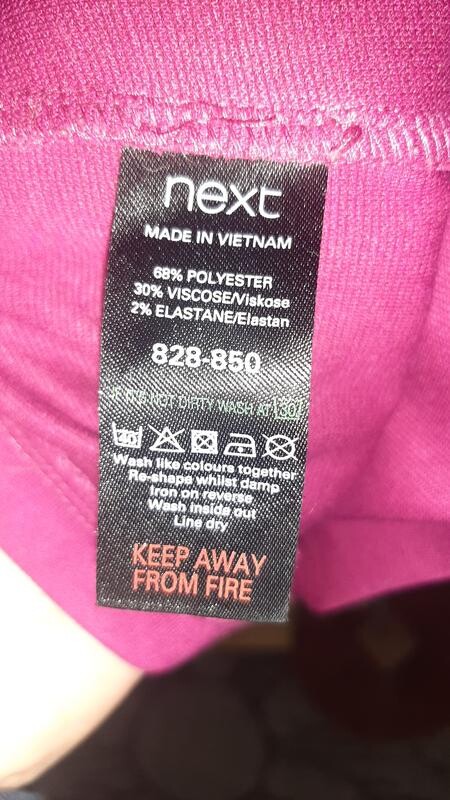 next
MADE IN VIETNAM
68% POLYESTER
30% VISCOSE/Viskose
2% ELASTANE/Elastan
828-850
IF IT'S NOT DIRTY WASH AT 30
40
Wash like colours together
Re-shape whilst damp
Iron on reverse
Wash inside out
Line dry
KEEP AWAY
FROM FIRE